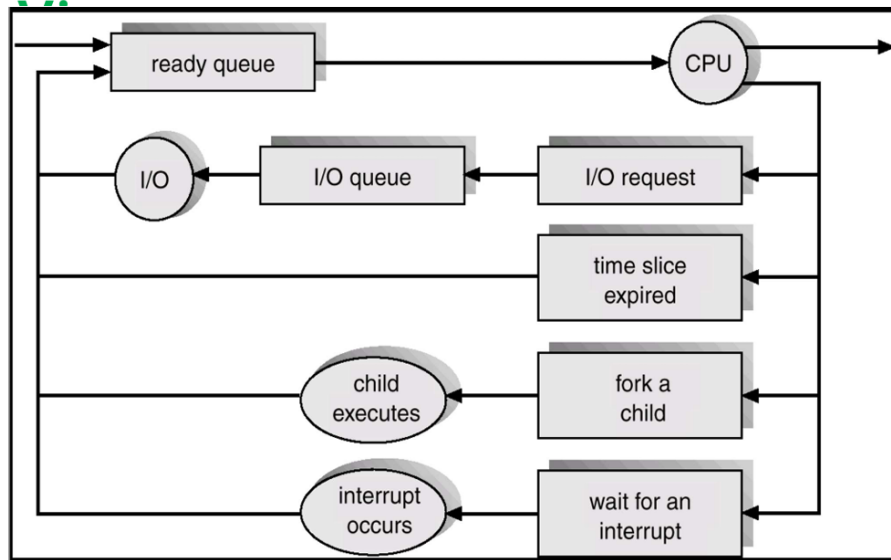 ready queue
CPU
I/O
I/O queue
I/O request
time slice
expired
child
executes
fork a
child
interrupt
occurs
wait for an
interrupt